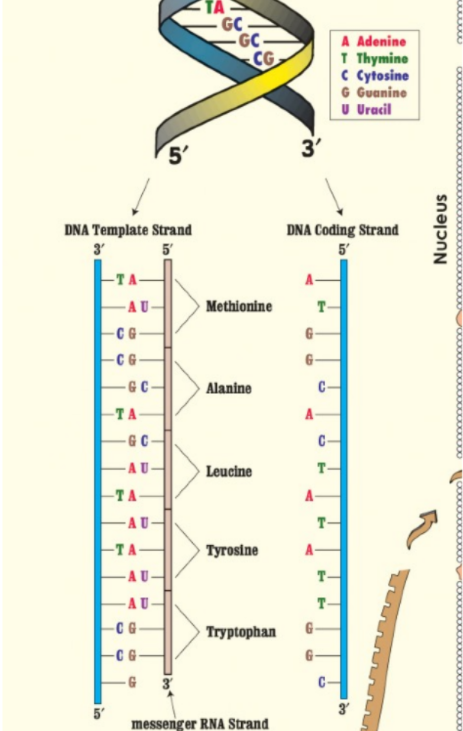 TA
GC
GC
CG
A Adenine
T Thymine
C Cytosine
G Guanine
U Uracil
5′
3′
Nucleus
DNA Template Strand
DNA Coding Strand
3′
5′
5′
T A
A
A U
Methionine
T
C G
G
C G
G
G C
Alanine
C
T A
A
G C
C
A U
Leucine
T
T A
A
A U
T
T A
Tyrosine
A
A U
T
A U
T
C G
Tryptophan
G
C G
G
G
3′
C
5′
3′
messenger RNA Strand